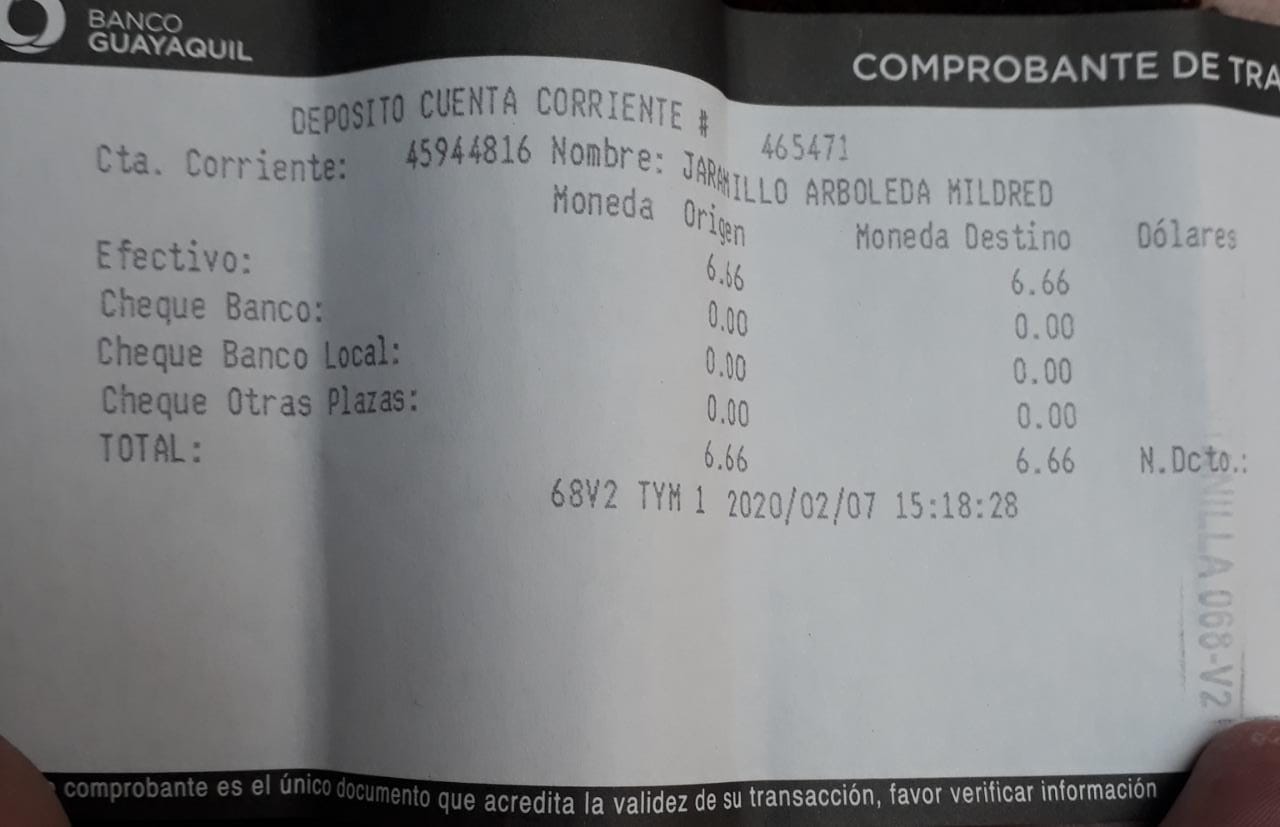 BANCO
GUAYAQUIL
COMPROBANTE DE TRA
DEPOSITO CUENTA CORRIENTE # 465471
Cta. Corriente: 45944816 Nombre: JARAMILLO ARBOLEDA MILDRED
Moneda Origen Moneda Destino Dólares
Efectivo: 6.66 6.66
Cheque Banco: 0.00 0.00
Cheque Banco Local: 0.00 0.00
Cheque Otras Plazas: 0.00 0.00
TOTAL: 6.66 6.66 N.Dcto.:
68V2 TYM 1 2020/02/07 15:18:28
NILLA 068-V2
comprobante es el único documento que acredita la validez de su transacción, favor verificar información